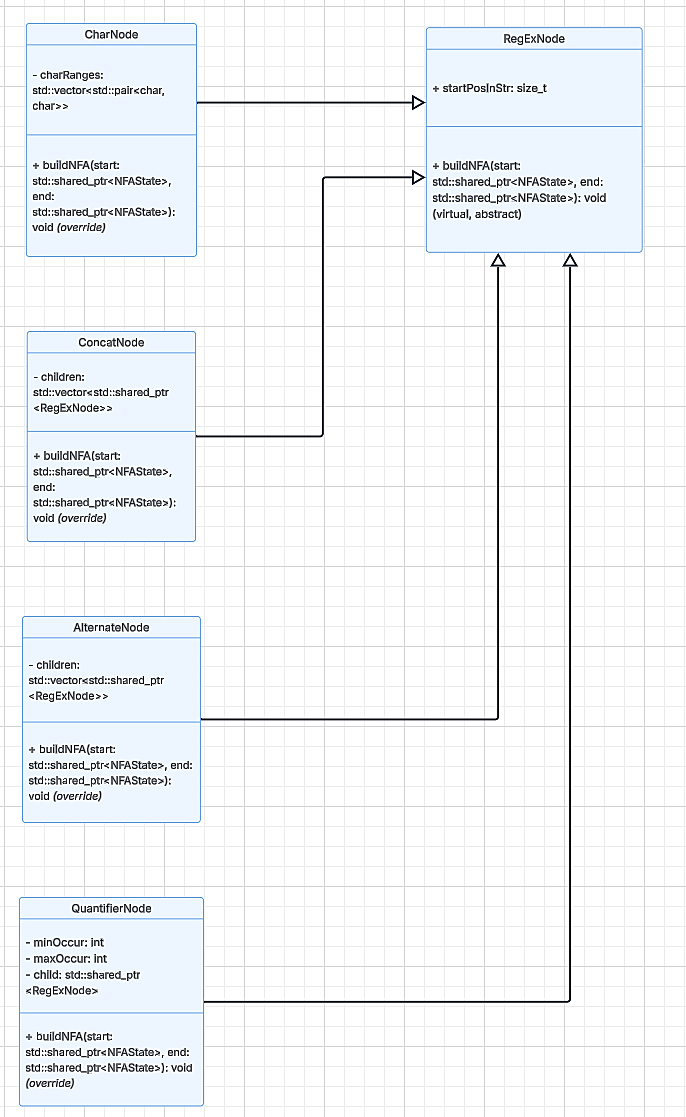 CharNode
- charRanges:
std::vector<std::pair<char,
char>>
+ buildNFA(start:
std::shared_ptr<NFAState>,
end:
std::shared_ptr<NFAState>):
void (override)
RegExNode
+ startPosInStr: size_t
+ buildNFA(start:
std::shared_ptr<NFAState>, end:
std::shared_ptr<NFAState>): void
(virtual, abstract)
ConcatNode
- children:
std::vector<std::shared_ptr
<RegExNode>>
+ buildNFA(start:
std::shared_ptr<NFAState>,
end:
std::shared_ptr<NFAState>):
void (override)
AlternateNode
- children:
std::vector<std::shared_ptr
<RegExNode>>
+ buildNFA(start:
std::shared_ptr<NFAState>, end:
std::shared_ptr<NFAState>):
void (override)
QuantifierNode
- minOccur: int
- maxOccur: int
- child: std::shared_ptr
<RegExNode>
+ buildNFA(start:
std::shared_ptr<NFAState>, end:
std::shared_ptr<NFAState>): void
(override)